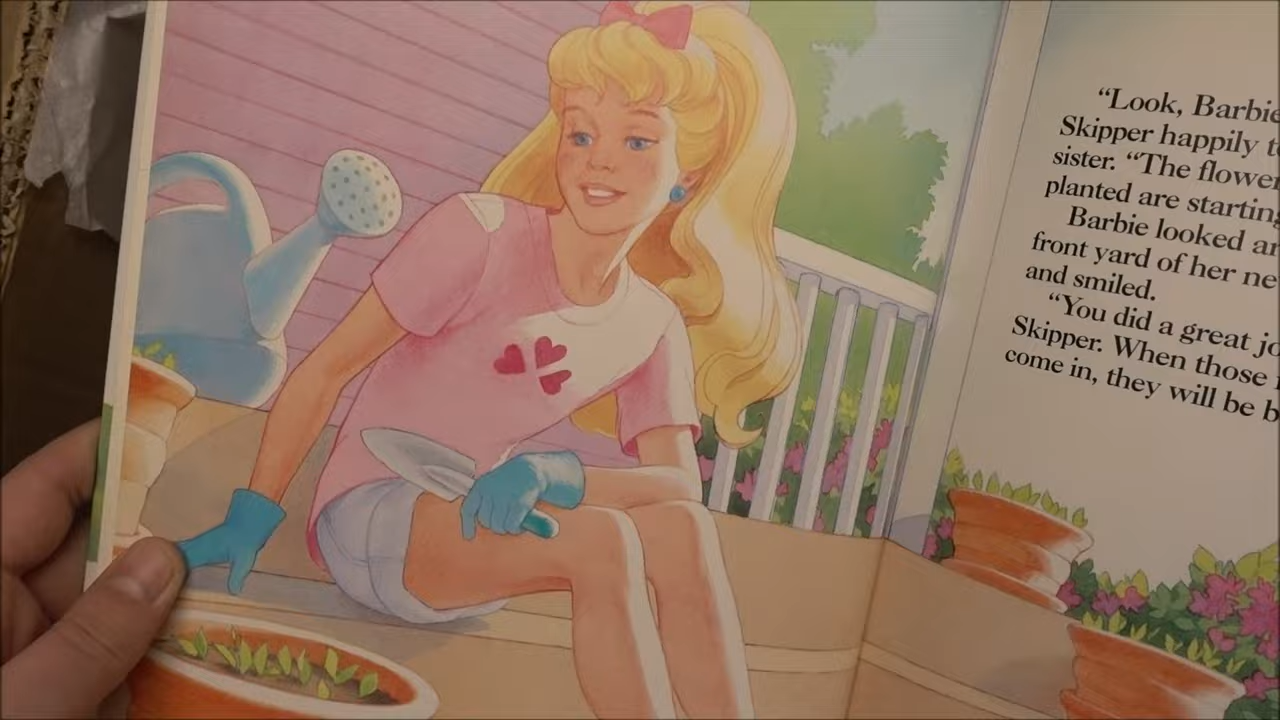 “Look, Barbie
Skipper happily t
sister. “The flower
planted are starting
Barbie looked ar
front yard of her ne
and smiled.
“You did a great jo
Skipper. When those
come in, they will be b